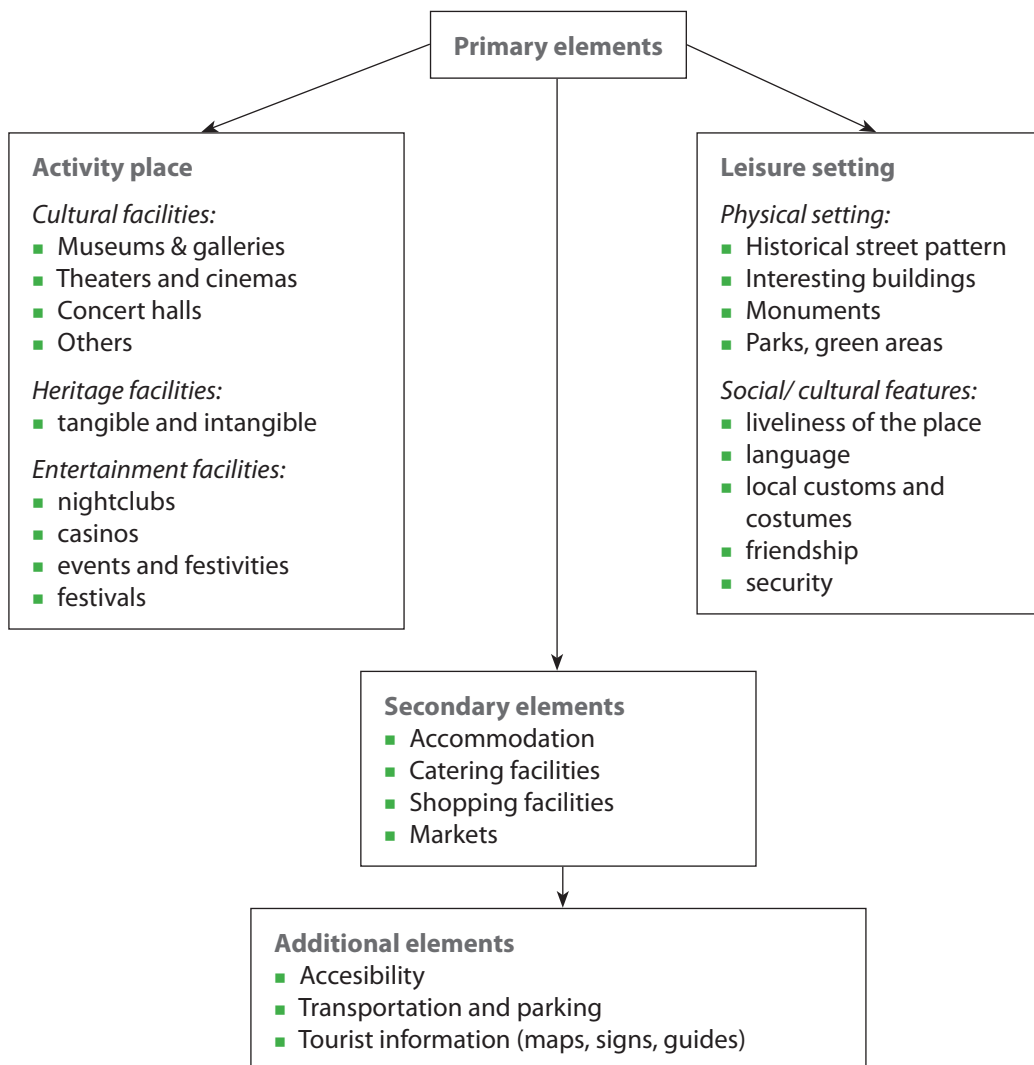 Primary elements
Activity place
Cultural facilities:
Museums & galleries
Theaters and cinemas
Concert halls
Others
Heritage facilities:
tangible and intangible
Entertainment facilities:
nightclubs
casinos
events and festivities
festivals
Leisure setting
Physical setting:
Historical street pattern
Interesting buildings
Monuments
Parks, green areas
Social/ cultural features:
liveliness of the place
language
local customs and
costumes
friendship
security
Secondary elements
Accommodation
Catering facilities
Shopping facilities
Markets
Additional elements
Accesibility
Transportation and parking
Tourist information (maps, signs, guides)